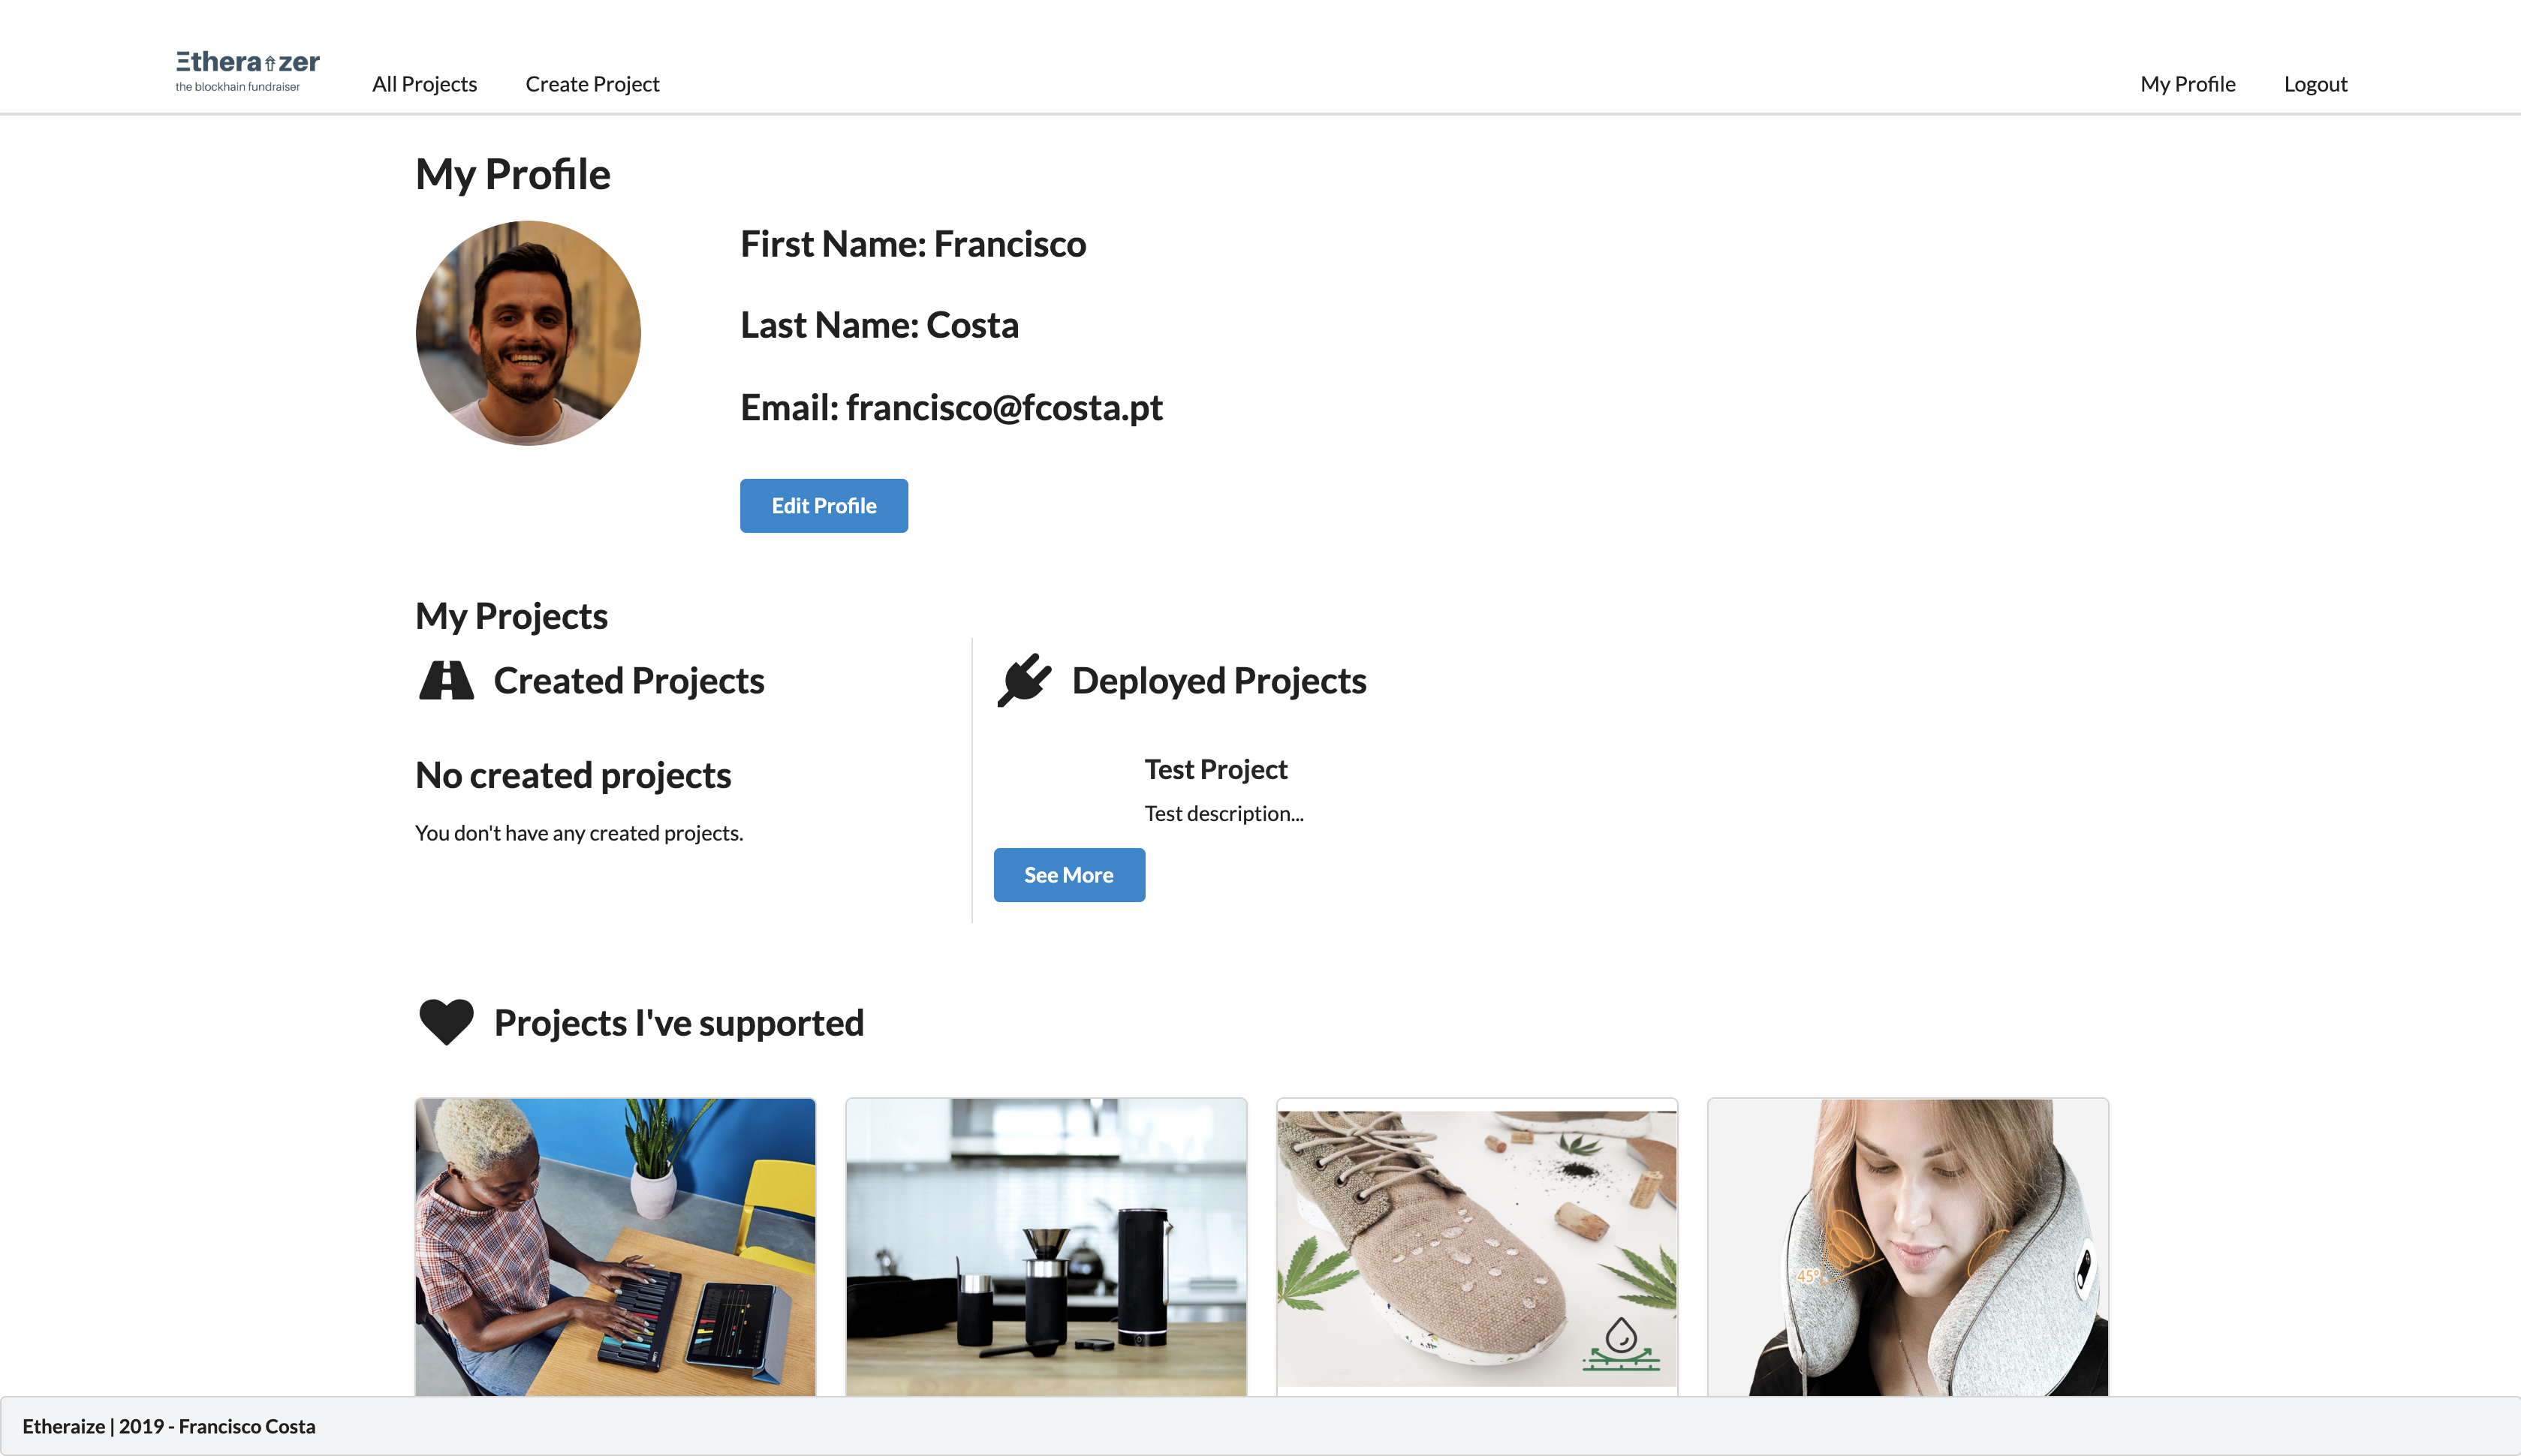 Ξthera⇧zer
the blockhain fundraiser
All Projects
Create Project
My Profile
Logout
My Profile
First Name: Francisco
Last Name: Costa
Email: francisco@fcosta.pt
Edit Profile
My Projects
Created Projects
No created projects
You don't have any created projects.
Deployed Projects
Test Project
Test description...
See More
Projects I've supported
45°
Etheraize | 2019 - Francisco Costa